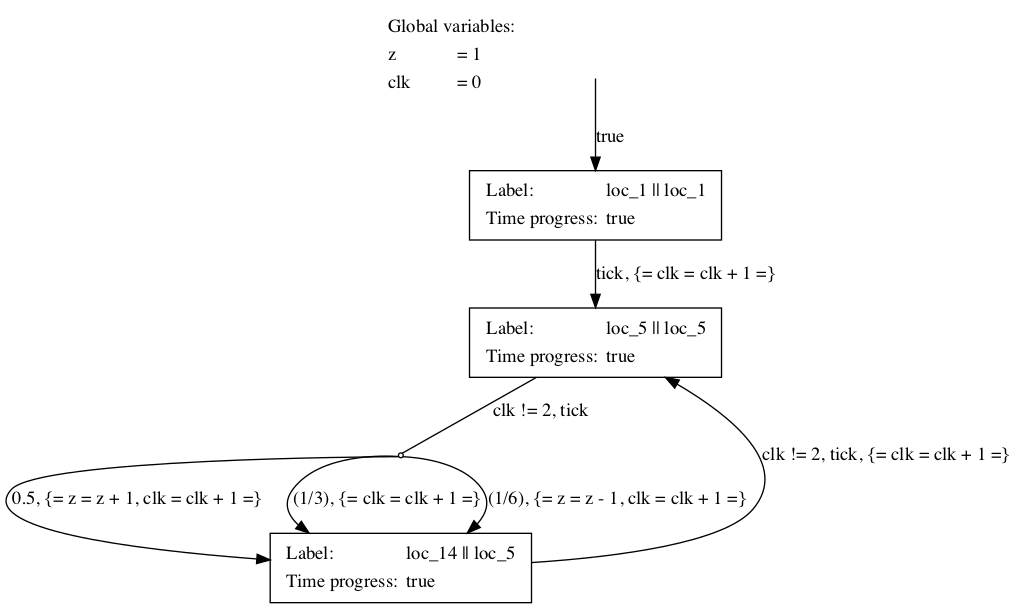 Global variables:
z = 1
clk = 0
true
Label: loc_1 || loc_1
Time progress: true
tick, {= clk = clk + 1 =}
Label: loc_5 || loc_5
Time progress: true
clk != 2, tick
clk != 2, tick, {= clk = clk + 1 =}
0.5, {= z = z + 1, clk = clk + 1 =}
(1/3), {= clk = clk + 1 =}
(1/6), {= z = z - 1, clk = clk + 1 =}
Label: loc_14 || loc_5
Time progress: true